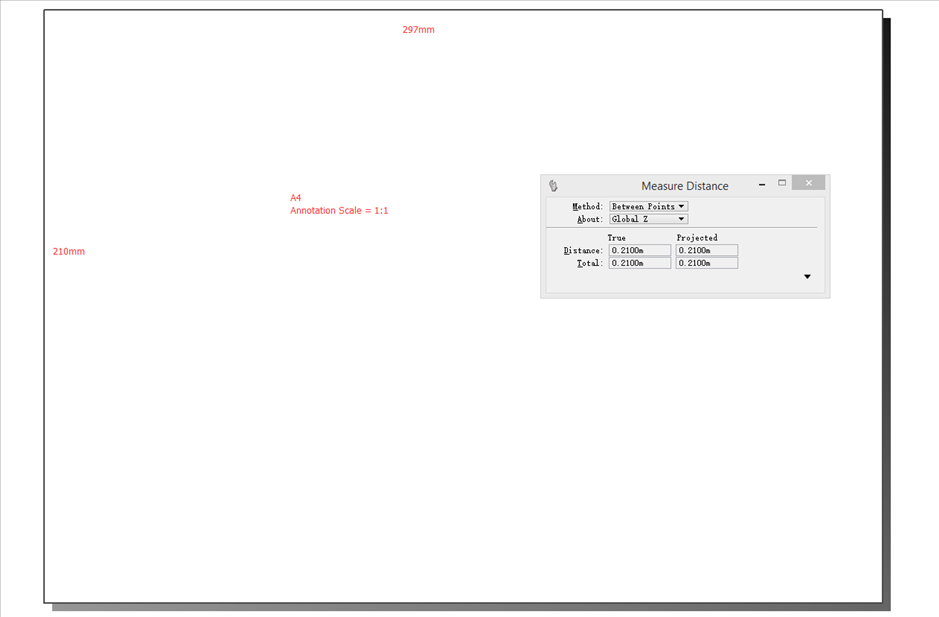 297mm
Measure Distance
Method: Between Points
A4
Annotation Scale = 1:1
About: Global Z
True Projected
210mm
Distance: 0.2100m 0.2100m
Total: 0.2100m 0.2100m